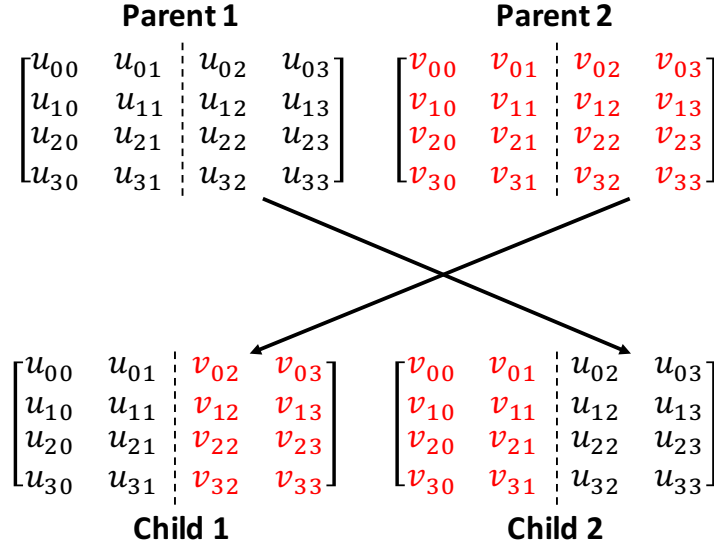 Parent 1 Parent 2
u₀₀ u₀₁ u₀₂ u₀₃ v₀₀ v₀₁ v₀₂ v₀₃
u₁₀ u₁₁ u₁₂ u₁₃ v₁₀ v₁₁ v₁₂ v₁₃
u₂₀ u₂₁ u₂₂ u₂₃ v₂₀ v₂₁ v₂₂ v₂₃
u₃₀ u₃₁ u₃₂ u₃₃ v₃₀ v₃₁ v₃₂ v₃₃
u₀₀ u₀₁ v₀₂ v₀₃ v₀₀ v₀₁ u₀₂ u₀₃
u₁₀ u₁₁ v₁₂ v₁₃ v₁₀ v₁₁ u₁₂ u₁₃
u₂₀ u₂₁ v₂₂ v₂₃ v₂₀ v₂₁ u₂₂ u₂₃
u₃₀ u₃₁ v₃₂ v₃₃ v₃₀ v₃₁ u₃₂ u₃₃
Child 1 Child 2